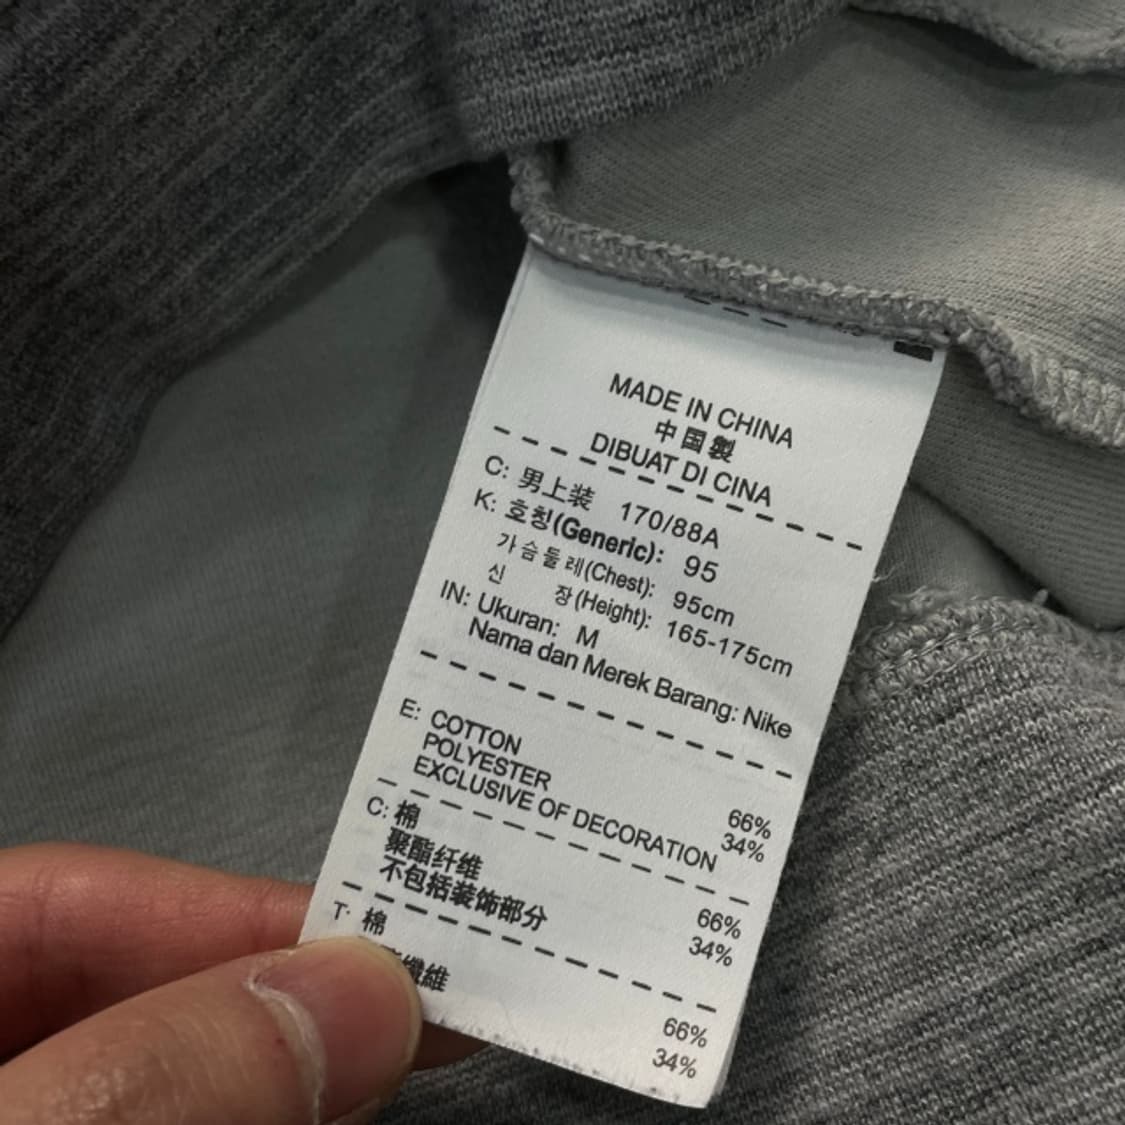 MADE IN CHINA
中国製
DIBUAT DI CINA
C: 男上装 170/88A
K: 호칭(Generic): 95
가슴둘레(Chest): 95cm
신 장(Height): 165-175cm
IN: Ukuran: M
Nama dan Merek Barang: Nike
E: COTTON 66%
POLYESTER 34%
EXCLUSIVE OF DECORATION
C: 棉 66%
聚酯纤维 34%
不包括装饰部分
T: 棉 66%
纖維 34%